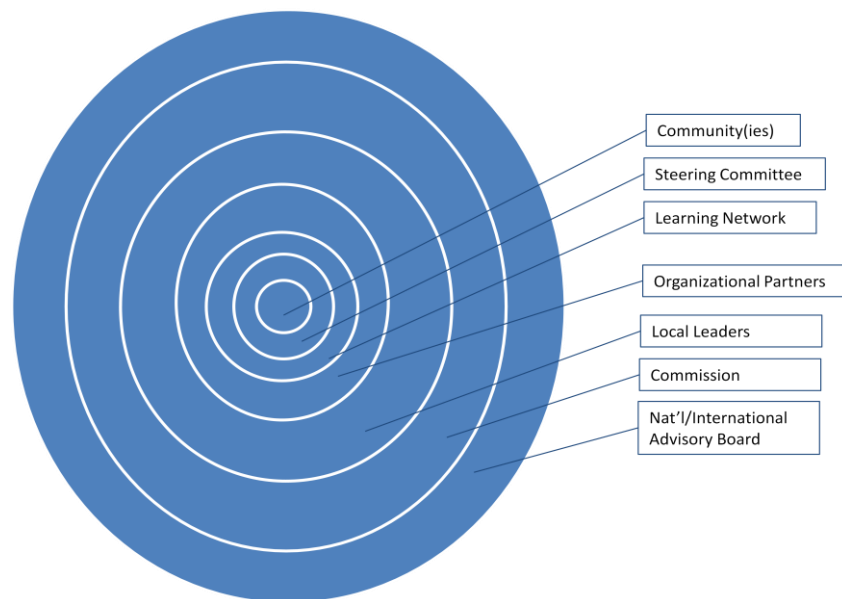 Community(ies)
Steering Committee
Learning Network
Organizational Partners
Local Leaders
Commission
Nat’l/International
Advisory Board